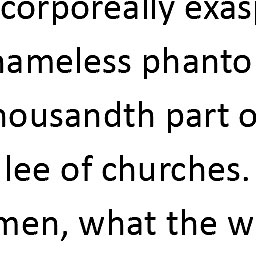 corporeally exasp
nameless phanto
housandth part o
lee of churches.
men, what the w